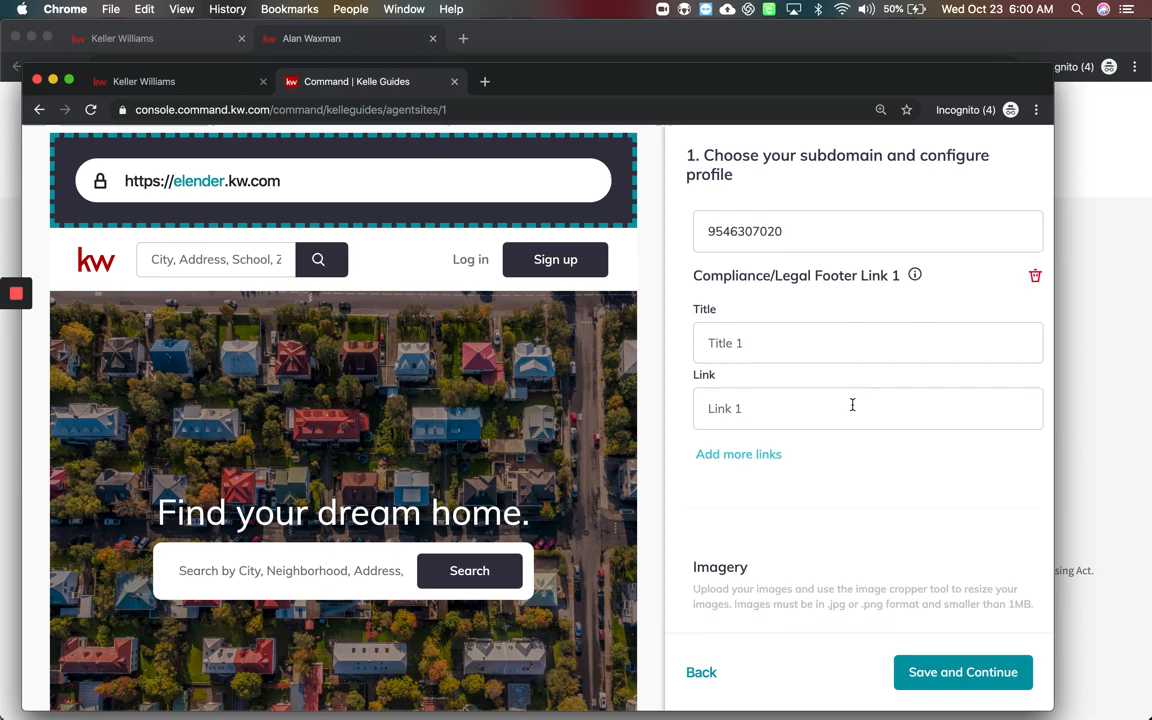 Chrome File Edit View History Bookmarks People Window Help 50% Wed Oct 23 6:00 AM
kw Keller Williams kw Alan Waxman
kw Keller Williams kw Command | Kelle Guides
gnito (4)
console.command.kw.com/command/kelleguides/agentsites/1 Incognito (4)
https://elender.kw.com
kw City, Address, School, Z Log in Sign up
Find your dream home.
Search by City, Neighborhood, Address, Search
1. Choose your subdomain and configure
profile
9546307020
Compliance/Legal Footer Link 1
Title
Title 1
Link
Link 1
Add more links
Imagery
Upload your images and use the image cropper tool to resize your
images. Images must be in .jpg or .png format and smaller than 1MB.
Back Save and Continue
sing Act.